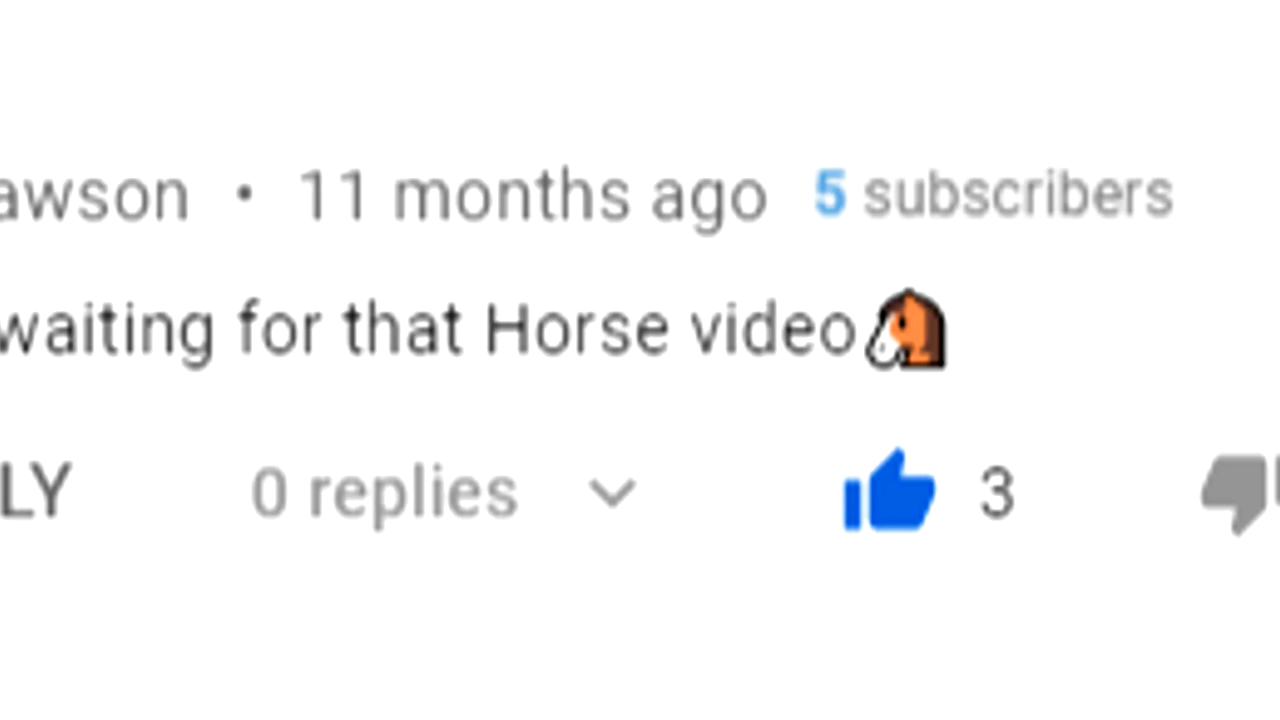 awson • 11 months ago 5 subscribers
waiting for that Horse video🐴
LY 0 replies 3